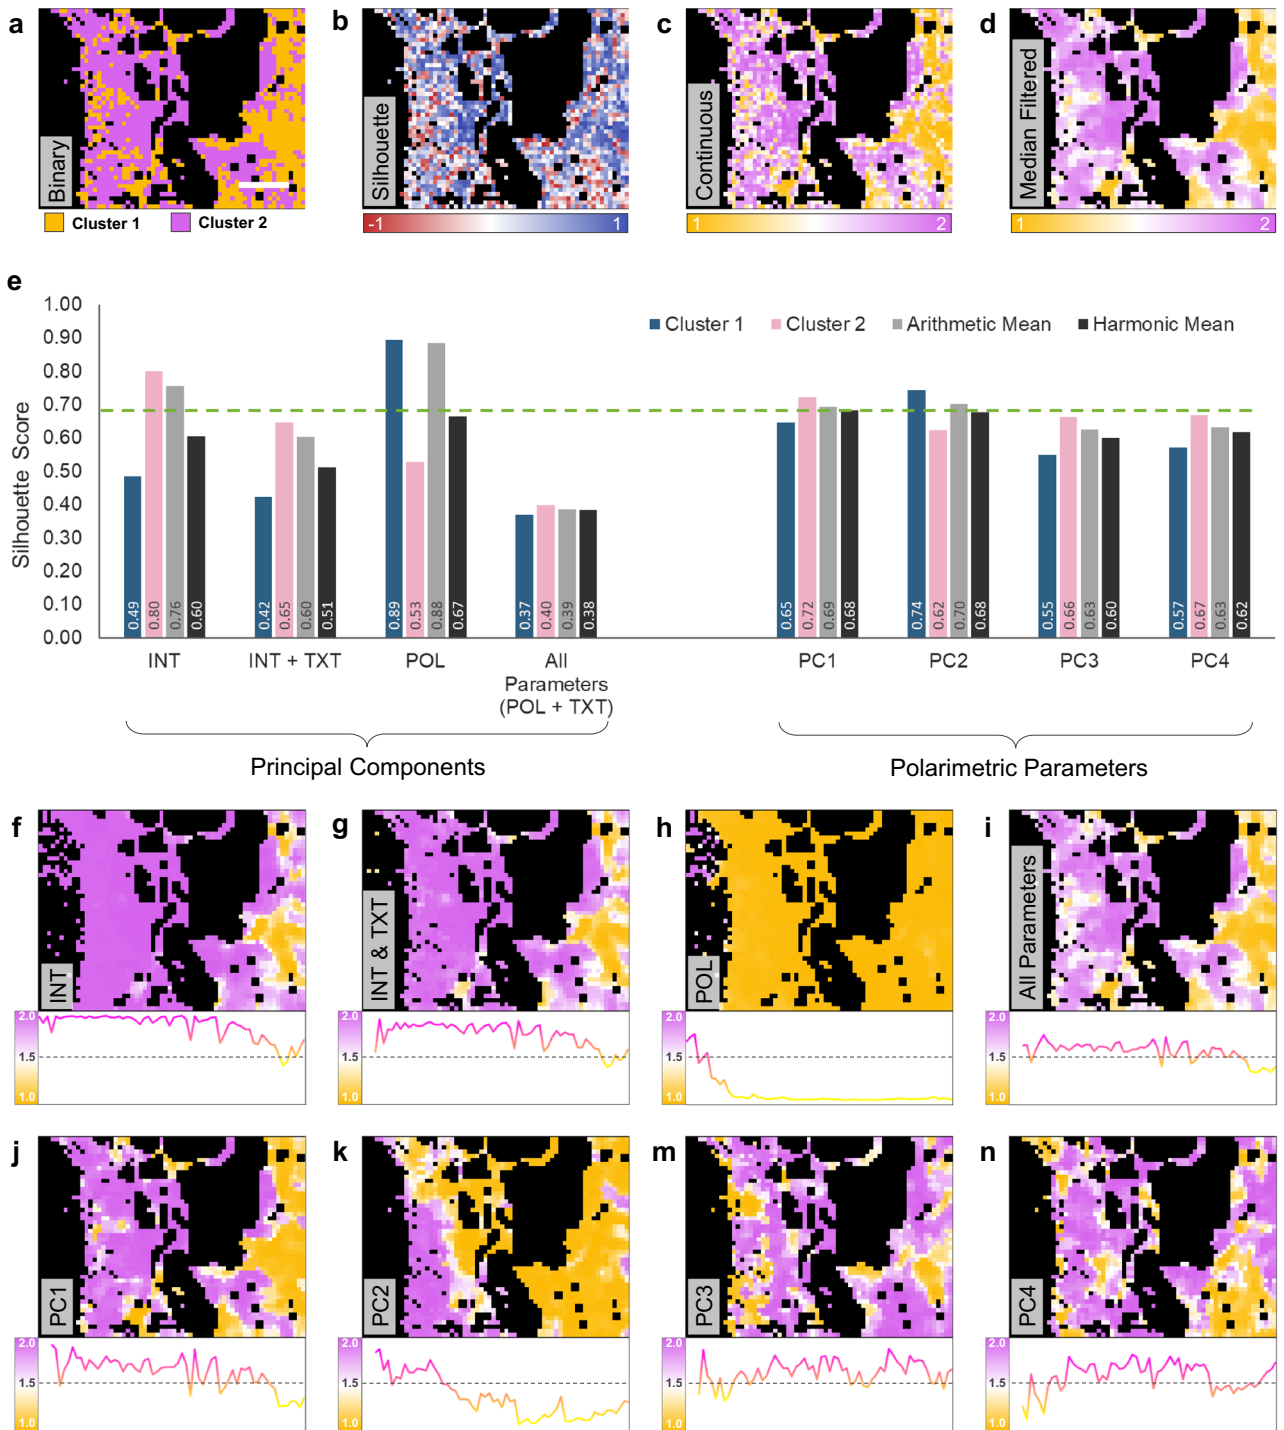 a
b
c
d
Binary
Silhouette
Continuous
Median Filtered
Cluster 1
Cluster 2
-1
1
1
2
1
2
e
1.00
0.90
0.80
0.70
0.60
0.50
0.40
0.30
0.20
0.10
0.00
Silhouette Score
Cluster 1
Cluster 2
Arithmetic Mean
Harmonic Mean
0.49
0.80
0.76
0.60
0.42
0.65
0.60
0.51
0.89
0.53
0.88
0.67
0.37
0.40
0.39
0.38
0.65
0.72
0.69
0.68
0.74
0.62
0.70
0.68
0.55
0.66
0.63
0.60
0.57
0.67
0.63
0.62
INT
INT + TXT
POL
All
Parameters
(POL + TXT)
PC1
PC2
PC3
PC4
Principal Components
Polarimetric Parameters
f
g
h
i
INT
INT & TXT
POL
All Parameters
2.0
1.5
1.0
2.0
1.5
1.0
2.0
1.5
1.0
2.0
1.5
1.0
j
k
m
n
PC1
PC2
PC3
PC4
2.0
1.5
1.0
2.0
1.5
1.0
2.0
1.5
1.0
2.0
1.5
1.0